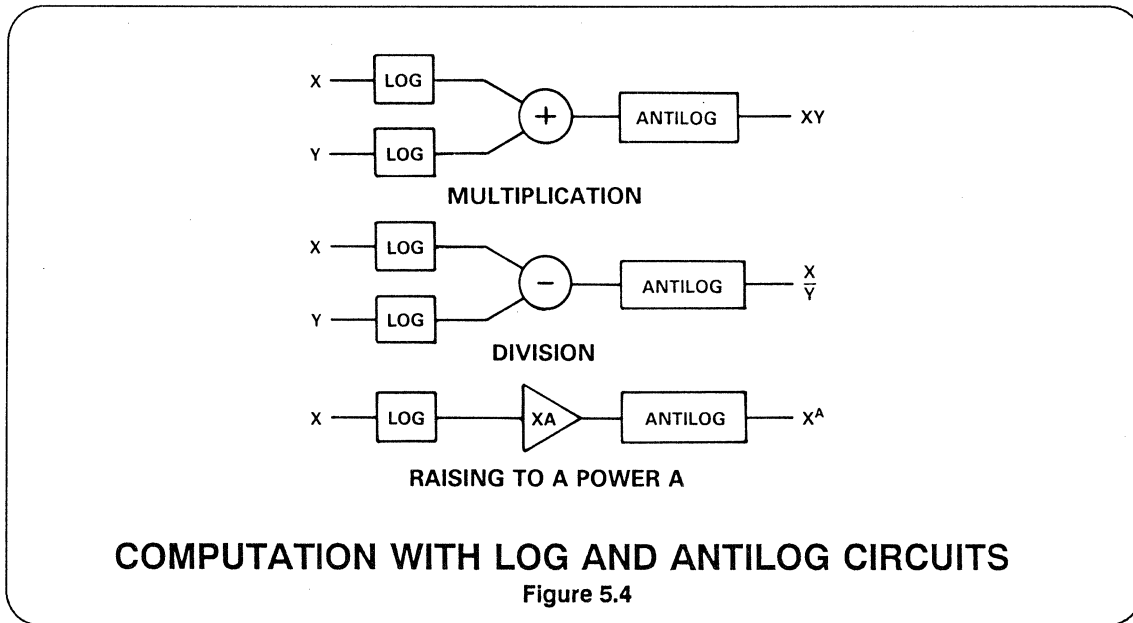 X LOG
+ ANTILOG XY
Y LOG
MULTIPLICATION
X LOG
− ANTILOG X/Y
Y LOG
DIVISION
X LOG XA ANTILOG Xᴬ
RAISING TO A POWER A
COMPUTATION WITH LOG AND ANTILOG CIRCUITS
Figure 5.4